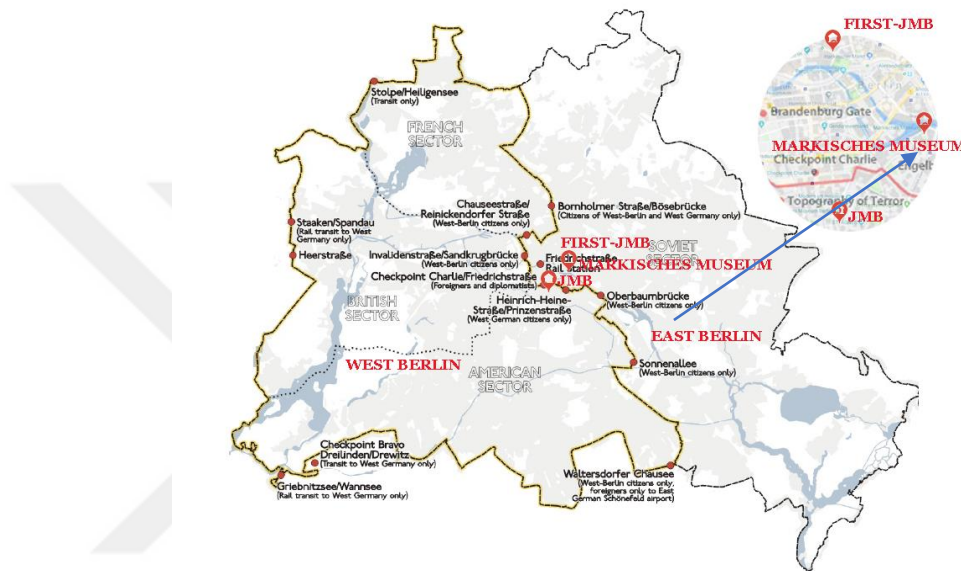 FIRST-JMB
Brandenburg Gate
MARKISCHES MUSEUM
Checkpoint Charlie
Engelb
Topography of Terror
JMB
Stolpe/Heiligensee
(Transit only)
FRENCH
SECTOR
Chauseestraße/
Reinickendorfer Straße
(West-Berlin citizens only)
Bornholmer Straße/Bösebrücke
(Citizens of West-Berlin and West Germany only)
Staaken/Spandau
(Rail transit to West
Germany only)
Heerstraße
Invalidenstraße/Sandkrugbrücke
(West-Berlin citizens only)
FIRST-JMB
SOVIET
SECTOR
Friedrichstraße
Rail station
MARKISCHES MUSEUM
Checkpoint Charlie/Friedrichstraße
(Foreigners and diplomatists)
JMB
BRITISH
SECTOR
Heinrich-Heine-
Straße/Prinzenstraße
(West German citizens only)
Oberbaumbrücke
(West-Berlin citizens only)
EAST BERLIN
WEST BERLIN
AMERICAN
SECTOR
Sonnenallee
(West-Berlin citizens only)
Checkpoint Bravo
Dreilinden/Drewitz
(Transit to West Germany only)
Griebnitzsee/Wannsee
(Rail transit to West Germany only)
Waltersdorfer Chausee
(West-Berlin citizens only,
foreigners only to East
German Schönefeld airport)